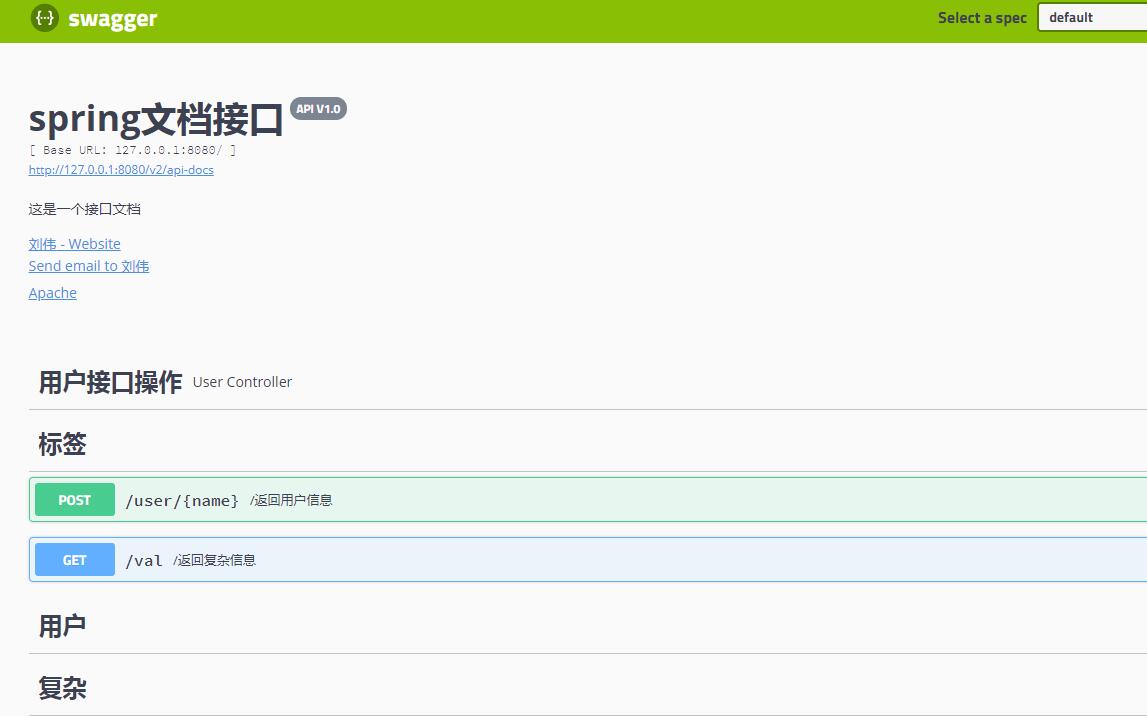 {···} swagger Select a spec default
spring文档接口 API V1.0
[ Base URL: 127.0.0.1:8080/ ]
http://127.0.0.1:8080/v2/api-docs
这是一个接口文档
刘伟 - Website
Send email to 刘伟
Apache
用户接口操作 User Controller
标签
POST /user/{name} /返回用户信息
GET /val /返回复杂信息
用户
复杂